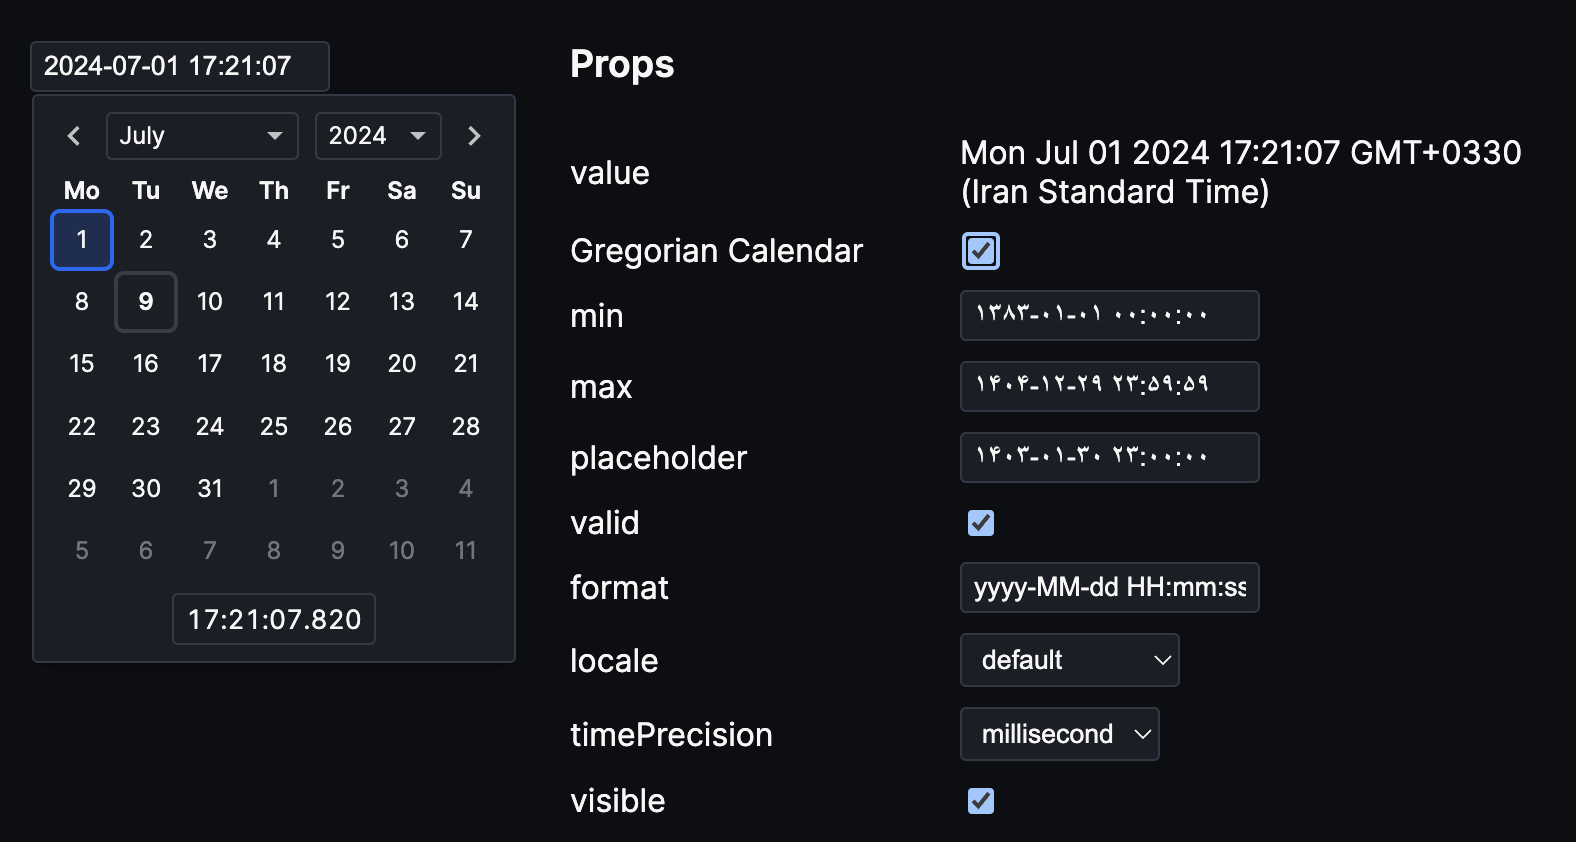 2024-07-01 17:21:07
July 2024
Mo Tu We Th Fr Sa Su
1 2 3 4 5 6 7
8 9 10 11 12 13 14
15 16 17 18 19 20 21
22 23 24 25 26 27 28
29 30 31 1 2 3 4
5 6 7 8 9 10 11
17:21:07.820
Props
value
Mon Jul 01 2024 17:21:07 GMT+0330
(Iran Standard Time)
Gregorian Calendar
min
۱۳۸۳-۰۱-۰۱ ۰۰:۰۰:۰۰
max
۱۴۰۴-۱۲-۲۹ ۲۳:۵۹:۵۹
placeholder
۱۴۰۳-۰۱-۳۰ ۲۳:۰۰:۰۰
valid
format
yyyy-MM-dd HH:mm:ss
locale
default
timePrecision
millisecond
visible